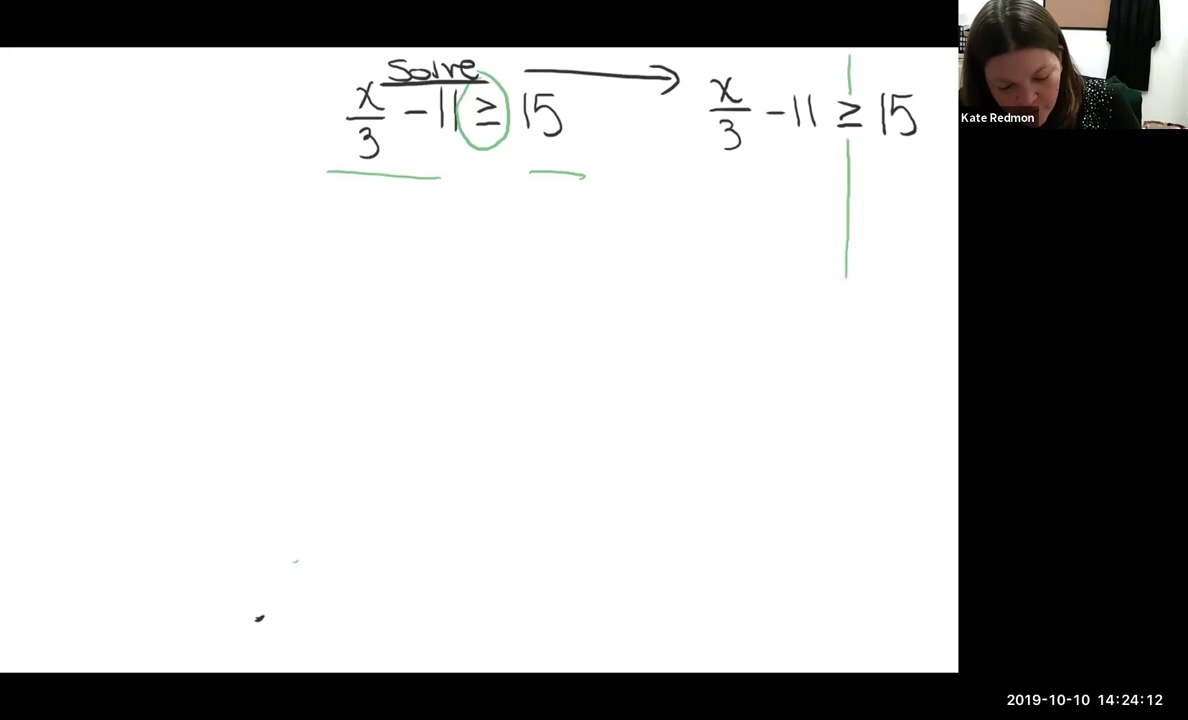 Solve
x/3 - 11 ≥ 15 → x/3 - 11 ≥ 15
Kate Redmon
2019-10-10 14:24:12